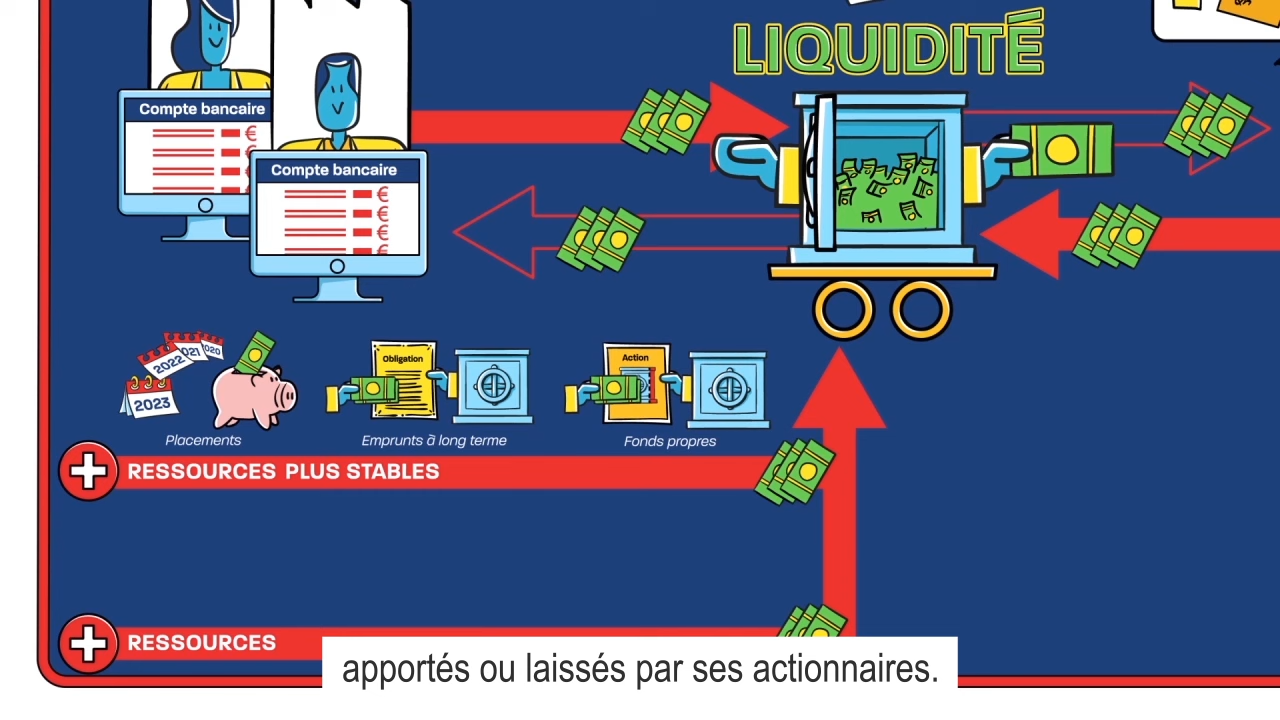 LIQUIDITÉ
Compte bancaire
€
€
€
€
Compte bancaire
€
€
€
€
2023
2022
2021
2020
Obligation
Action
Placements
Emprunts à long terme
Fonds propres
RESSOURCES PLUS STABLES
RESSOURCES
apportés ou laissés par ses actionnaires.